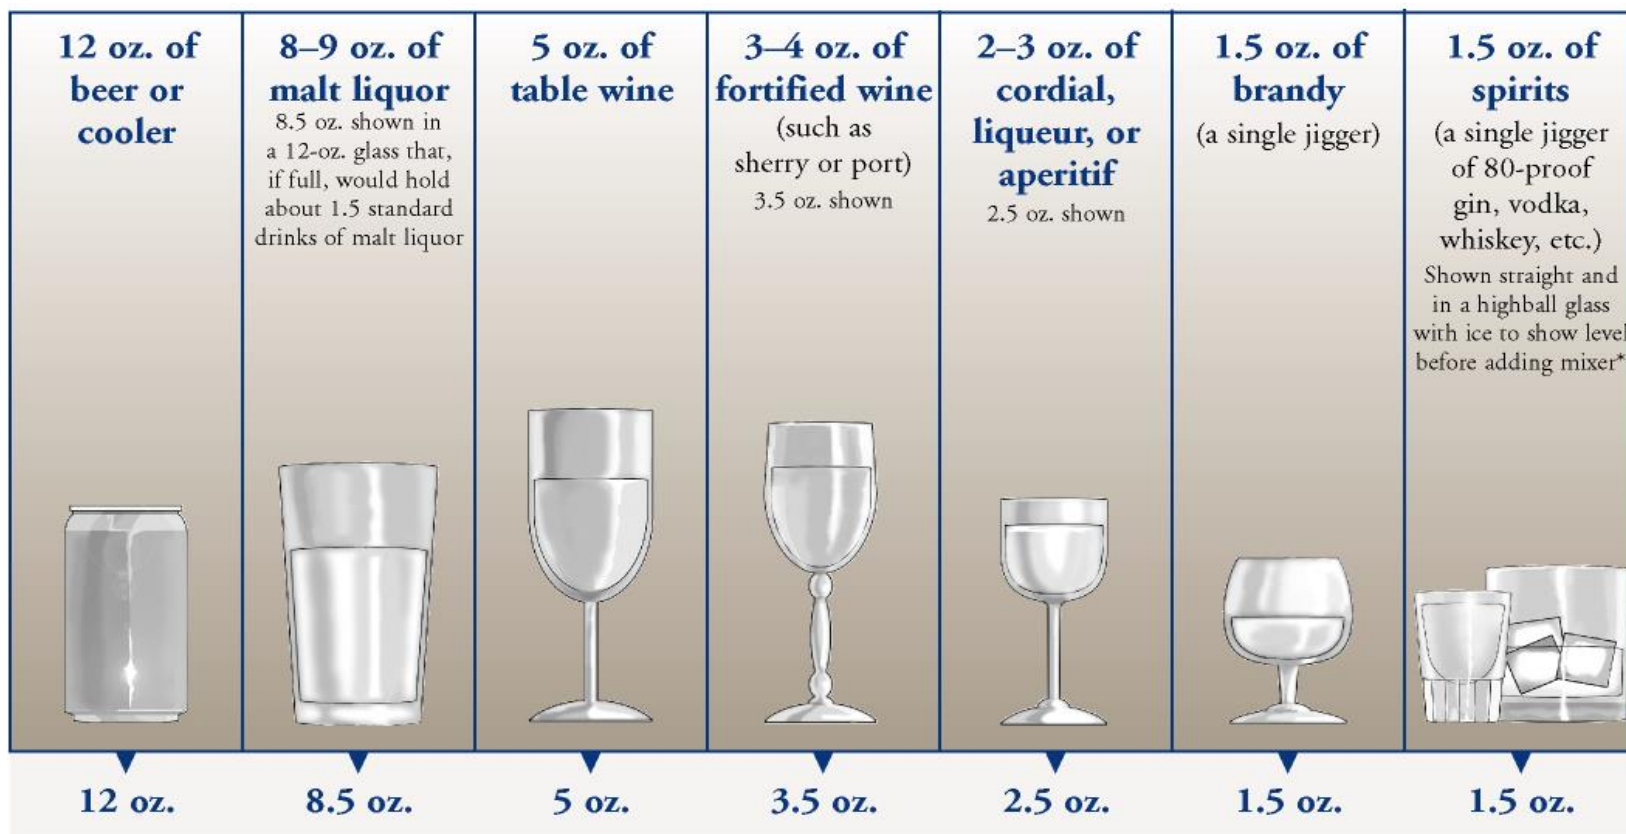 12 oz. of
beer or
cooler
8–9 oz. of
malt liquor
8.5 oz. shown in
a 12-oz. glass that,
if full, would hold
about 1.5 standard
drinks of malt liquor
5 oz. of
table wine
3–4 oz. of
fortified wine
(such as
sherry or port)
3.5 oz. shown
2–3 oz. of
cordial,
liqueur, or
aperitif
2.5 oz. shown
1.5 oz. of
brandy
(a single jigger)
1.5 oz. of
spirits
(a single jigger
of 80-proof
gin, vodka,
whiskey, etc.)
Shown straight and
in a highball glass
with ice to show level
before adding mixer*
12 oz.
8.5 oz.
5 oz.
3.5 oz.
2.5 oz.
1.5 oz.
1.5 oz.